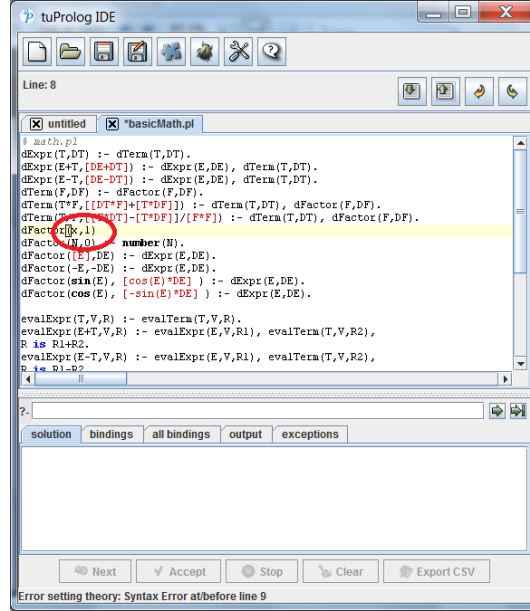 tuProlog IDE
Line: 8
untitled
*basicMath.pl
% math.pl
dExpr(T,DT) :- dTerm(T,DT).
dExpr(E+T,[DE+DT]) :- dExpr(E,DE), dTerm(T,DT).
dExpr(E-T,[DE-DT]) :- dExpr(E,DE), dTerm(T,DT).
dTerm(F,DF) :- dFactor(F,DF).
dTerm(T*F,[[DT*F]+[T*DF]]) :- dTerm(T,DT), dFactor(F,DF).
dTerm(T/F,[[F*DT]-[T*DF]]/[F*F]) :- dTerm(T,DT), dFactor(F,DF).
dFactor(x,1)
dFactor(N,0) :- number(N).
dFactor([E],DE) :- dExpr(E,DE).
dFactor(-E,-DE) :- dExpr(E,DE).
dFactor(sin(E), [cos(E)*DE] ) :- dExpr(E,DE).
dFactor(cos(E), [-sin(E)*DE] ) :- dExpr(E,DE).
evalExpr(T,V,R) :- evalTerm(T,V,R).
evalExpr(E+T,V,R) :- evalExpr(E,V,R1), evalTerm(T,V,R2),
R is R1+R2.
evalExpr(E-T,V,R) :- evalExpr(E,V,R1), evalTerm(T,V,R2),
R is R1-R2
?-
solution bindings all bindings output exceptions
Next Accept Stop Clear Export CSV
Error setting theory: Syntax Error at/before line 9